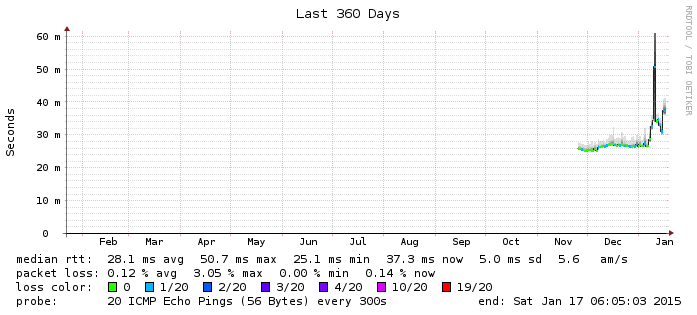 Last 360 Days
RRDTOOL / TOBI OETIKER
Seconds
60 m
50 m
40 m
30 m
20 m
10 m
0
Feb Mar Apr May Jun Jul Aug Sep Oct Nov Dec Jan
median rtt: 28.1 ms avg 50.7 ms max 25.1 ms min 37.3 ms now 5.0 ms sd 5.6 am/s
packet loss: 0.12 % avg 3.05 % max 0.00 % min 0.14 % now
loss color: 0 1/20 2/20 3/20 4/20 10/20 19/20
probe: 20 ICMP Echo Pings (56 Bytes) every 300s end: Sat Jan 17 06:05:03 2015